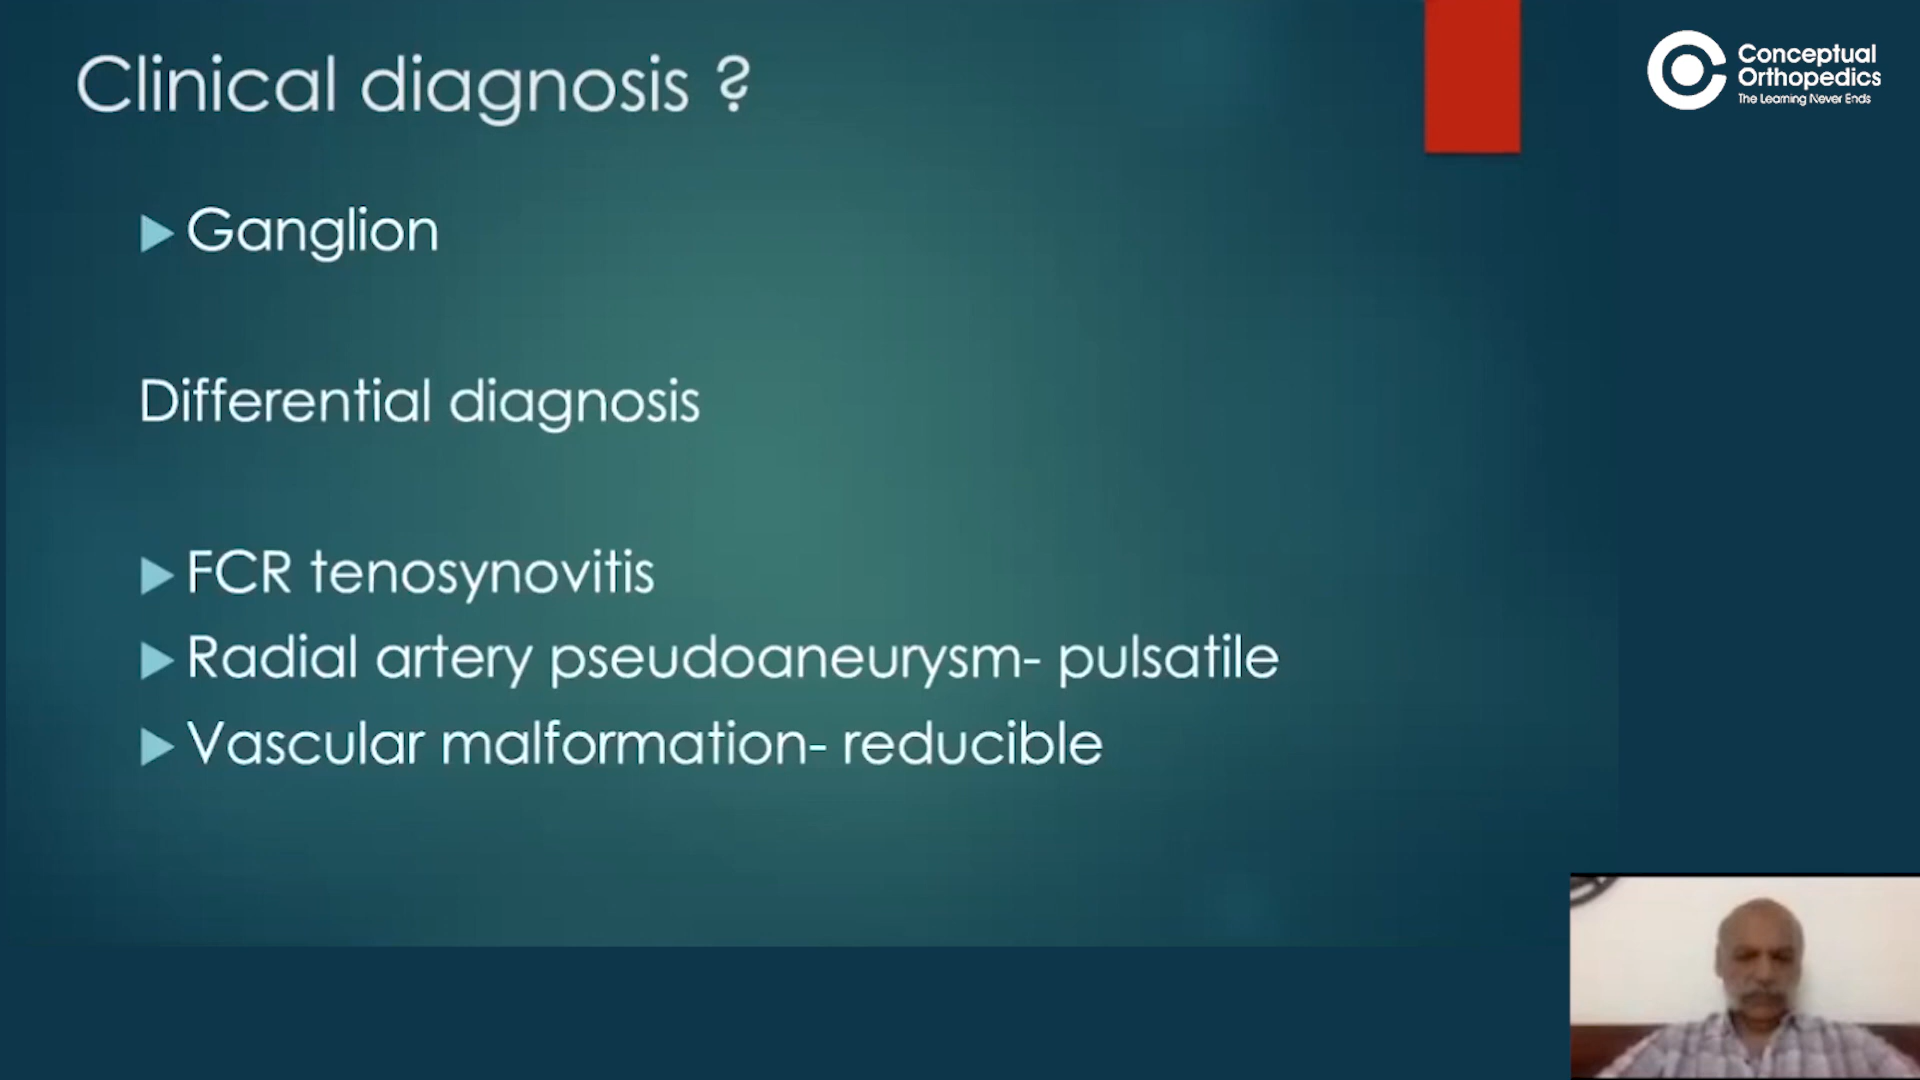 Clinical diagnosis ?
Conceptual
Orthopedics
The Learning Never Ends
Ganglion
Differential diagnosis
FCR tenosynovitis
Radial artery pseudoaneurysm- pulsatile
Vascular malformation- reducible